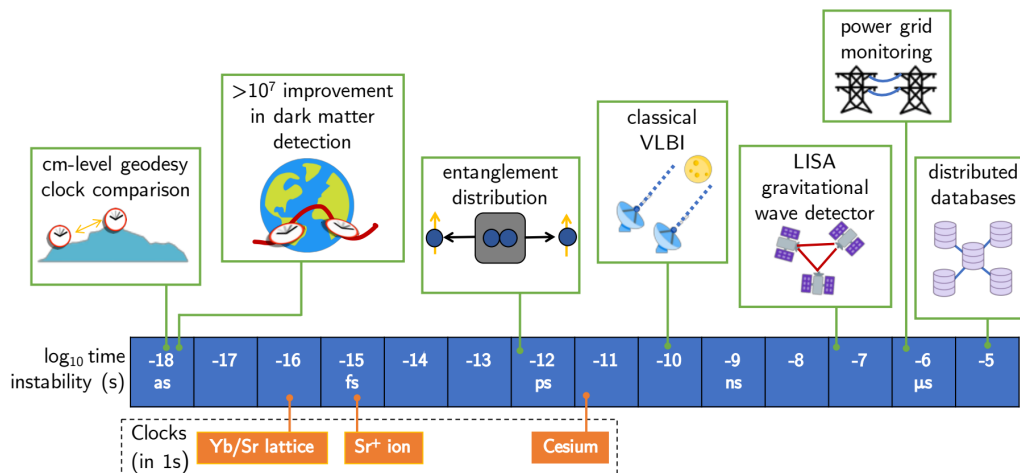 power grid
monitoring
>10⁷ improvement
in dark matter
detection
classical
VLBI
cm-level geodesy
clock comparison
entanglement
distribution
LISA
gravitational
wave detector
distributed
databases
log₁₀ time
instability (s)
-18
as
-17
-16
-15
fs
-14
-13
-12
ps
-11
-10
-9
ns
-8
-7
-6
µs
-5
Clocks
(in 1s)
Yb/Sr lattice
Sr⁺ ion
Cesium